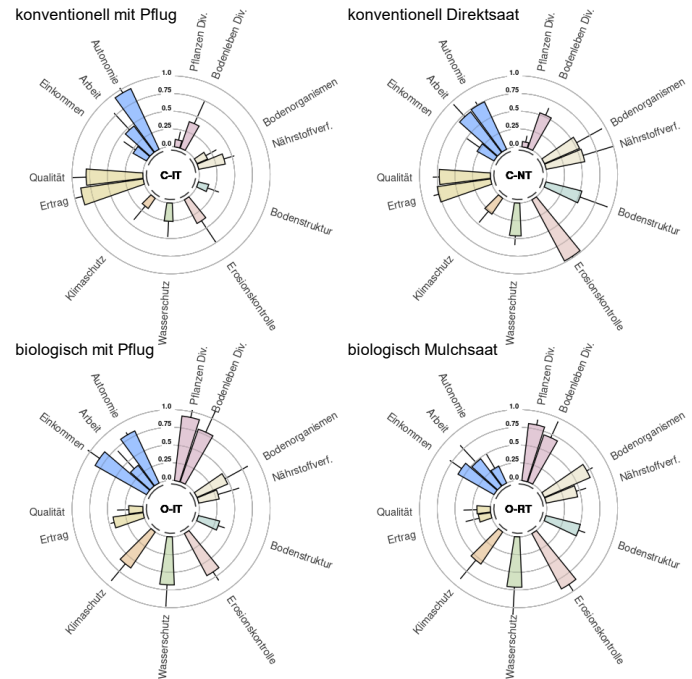 konventionell mit Pflug
konventionell Direktsaat
Pflanzen Div.
Bodenleben Div.
Bodenorganismen
Nährstoffverf.
Bodenstruktur
Erosionskontrolle
Wasserschutz
Klimaschutz
Ertrag
Qualität
Einkommen
Arbeit
Autonomie
1.0
0.75
0.5
0.25
0.0
C-IT
Pflanzen Div.
Bodenleben Div.
Bodenorganismen
Nährstoffverf.
Bodenstruktur
Erosionskontrolle
Wasserschutz
Klimaschutz
Ertrag
Qualität
Einkommen
Arbeit
Autonomie
1.0
0.75
0.5
0.25
0.0
C-NT
biologisch mit Pflug
biologisch Mulchsaat
Pflanzen Div.
Bodenleben Div.
Bodenorganismen
Nährstoffverf.
Bodenstruktur
Erosionskontrolle
Wasserschutz
Klimaschutz
Ertrag
Qualität
Einkommen
Arbeit
Autonomie
1.0
0.75
0.5
0.25
0.0
O-IT
Pflanzen Div.
Bodenleben Div.
Bodenorganismen
Nährstoffverf.
Bodenstruktur
Erosionskontrolle
Wasserschutz
Klimaschutz
Ertrag
Qualität
Einkommen
Arbeit
Autonomie
1.0
0.75
0.5
0.25
0.0
O-RT